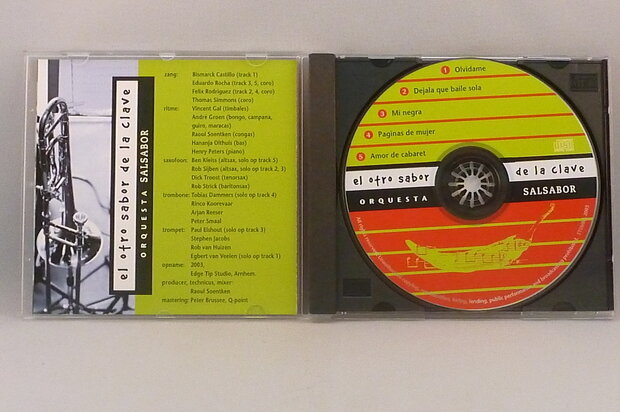 el otro sabor de la clave
ORQUESTA SALSABOR
zang: Bismarck Castillo (track 1)
Eduardo Rocha (track 3, 5, coro)
Felix Rodriguez (track 2, 4, coro)
Thomas Simmons (coro)
ritme: Vincent Gal (timbales)
André Groen (bongo, campana,
guiro, maracas)
Raoul Soentken (congas)
Hananja Olthuis (bas)
Henry Peters (piano)
saxofoon: Ben Kleiss (altsax, solo op track 5)
Rob Sijben (altsax, solo op track 2, 3)
Dick Troost (tenorsax)
Rob Strick (baritonsax)
trombone: Tobias Dammers (solo op track 4)
Rinco Koorevaar
Arjan Renser
Peter Smaal
trompet: Paul Elshout (solo op track 3)
Stephen Jacobs
Rob van Huizen
Egbert van Veelen (solo op track 1)
opname: 2003,
Edge Tip Studio, Arnhem.
producer, technicus, mixer:
Raoul Soentken
mastering: Peter Brussee, Q-point
1 Olvidame
2 Dejala que baile sola
3 Mi negra
4 Paginas de mujer
5 Amor de cabaret
el otro sabor de la clave
ORQUESTA SALSABOR
lending, public performance and broadcasting prohibited.